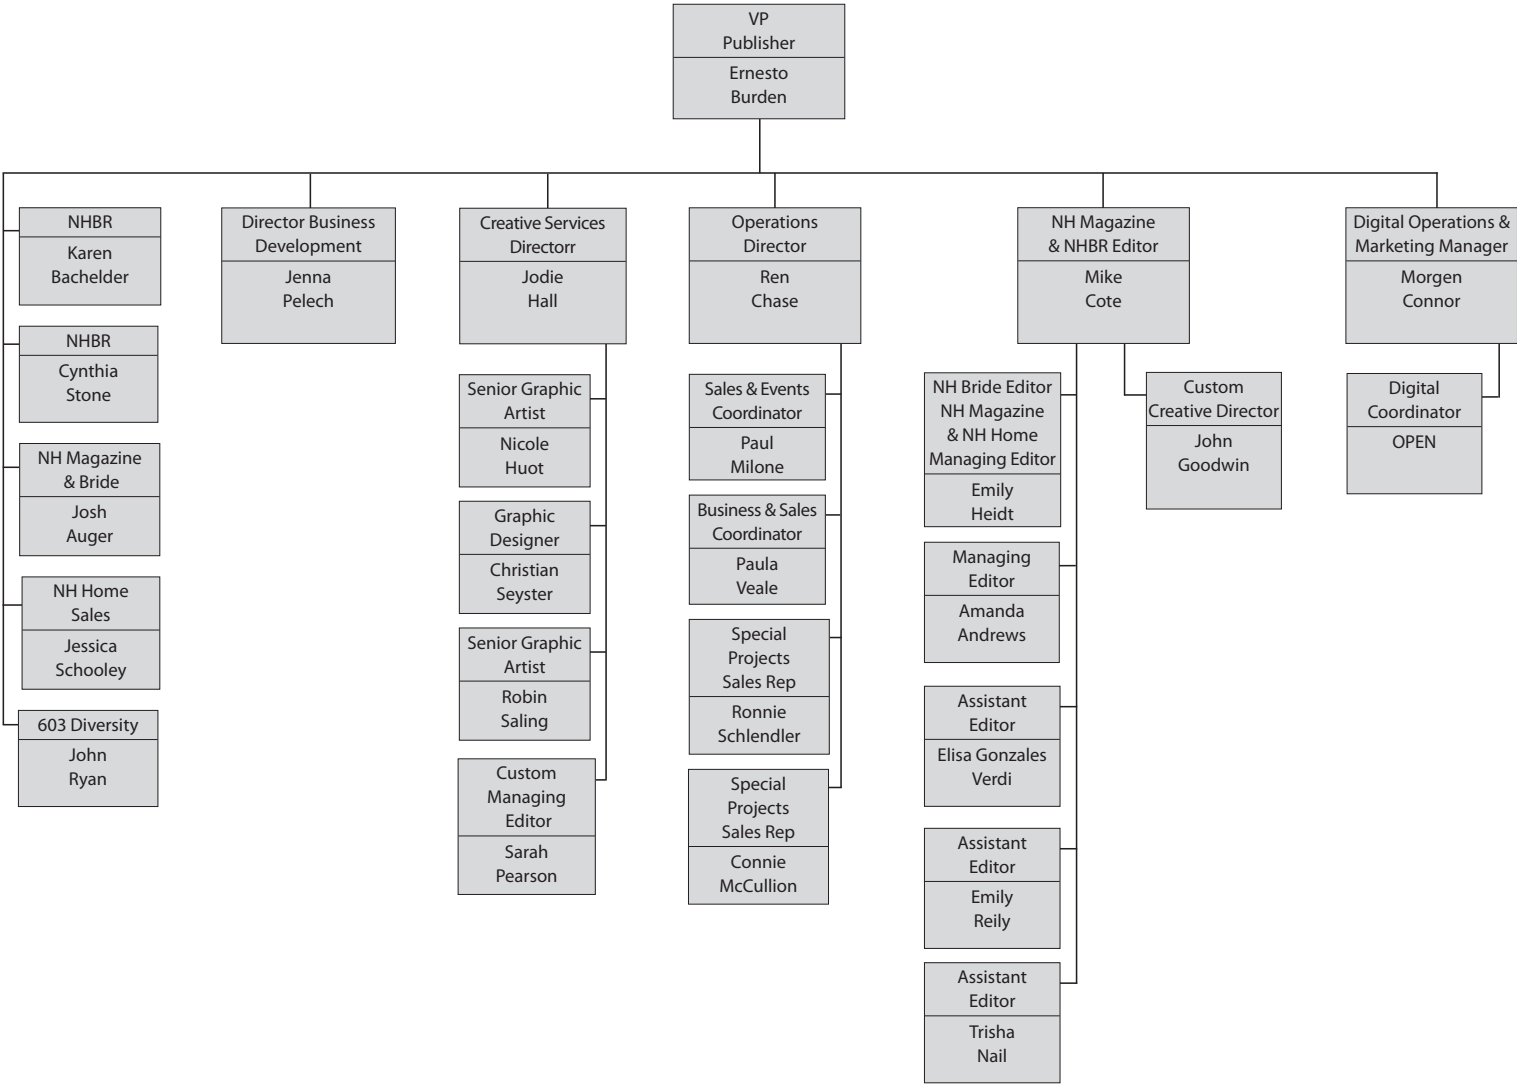 VP
Publisher
Ernesto
Burden
NHBR
Karen
Bachelder
NHBR
Cynthia
Stone
NH Magazine
& Bride
Josh
Auger
NH Home
Sales
Jessica
Schooley
603 Diversity
John
Ryan
Director Business
Development
Jenna
Pelech
Creative Services
Directorr
Jodie
Hall
Senior Graphic
Artist
Nicole
Huot
Graphic
Designer
Christian
Seyster
Senior Graphic
Artist
Robin
Saling
Custom
Managing
Editor
Sarah
Pearson
Operations
Director
Ren
Chase
Sales & Events
Coordinator
Paul
Milone
Business & Sales
Coordinator
Paula
Veale
Special
Projects
Sales Rep
Ronnie
Schlendler
Special
Projects
Sales Rep
Connie
McCullion
NH Magazine
& NHBR Editor
Mike
Cote
NH Bride Editor
NH Magazine
& NH Home
Managing Editor
Emily
Heidt
Managing
Editor
Amanda
Andrews
Assistant
Editor
Elisa Gonzales
Verdi
Assistant
Editor
Emily
Reily
Assistant
Editor
Trisha
Nail
Custom
Creative Director
John
Goodwin
Digital Operations &
Marketing Manager
Morgen
Connor
Digital
Coordinator
OPEN